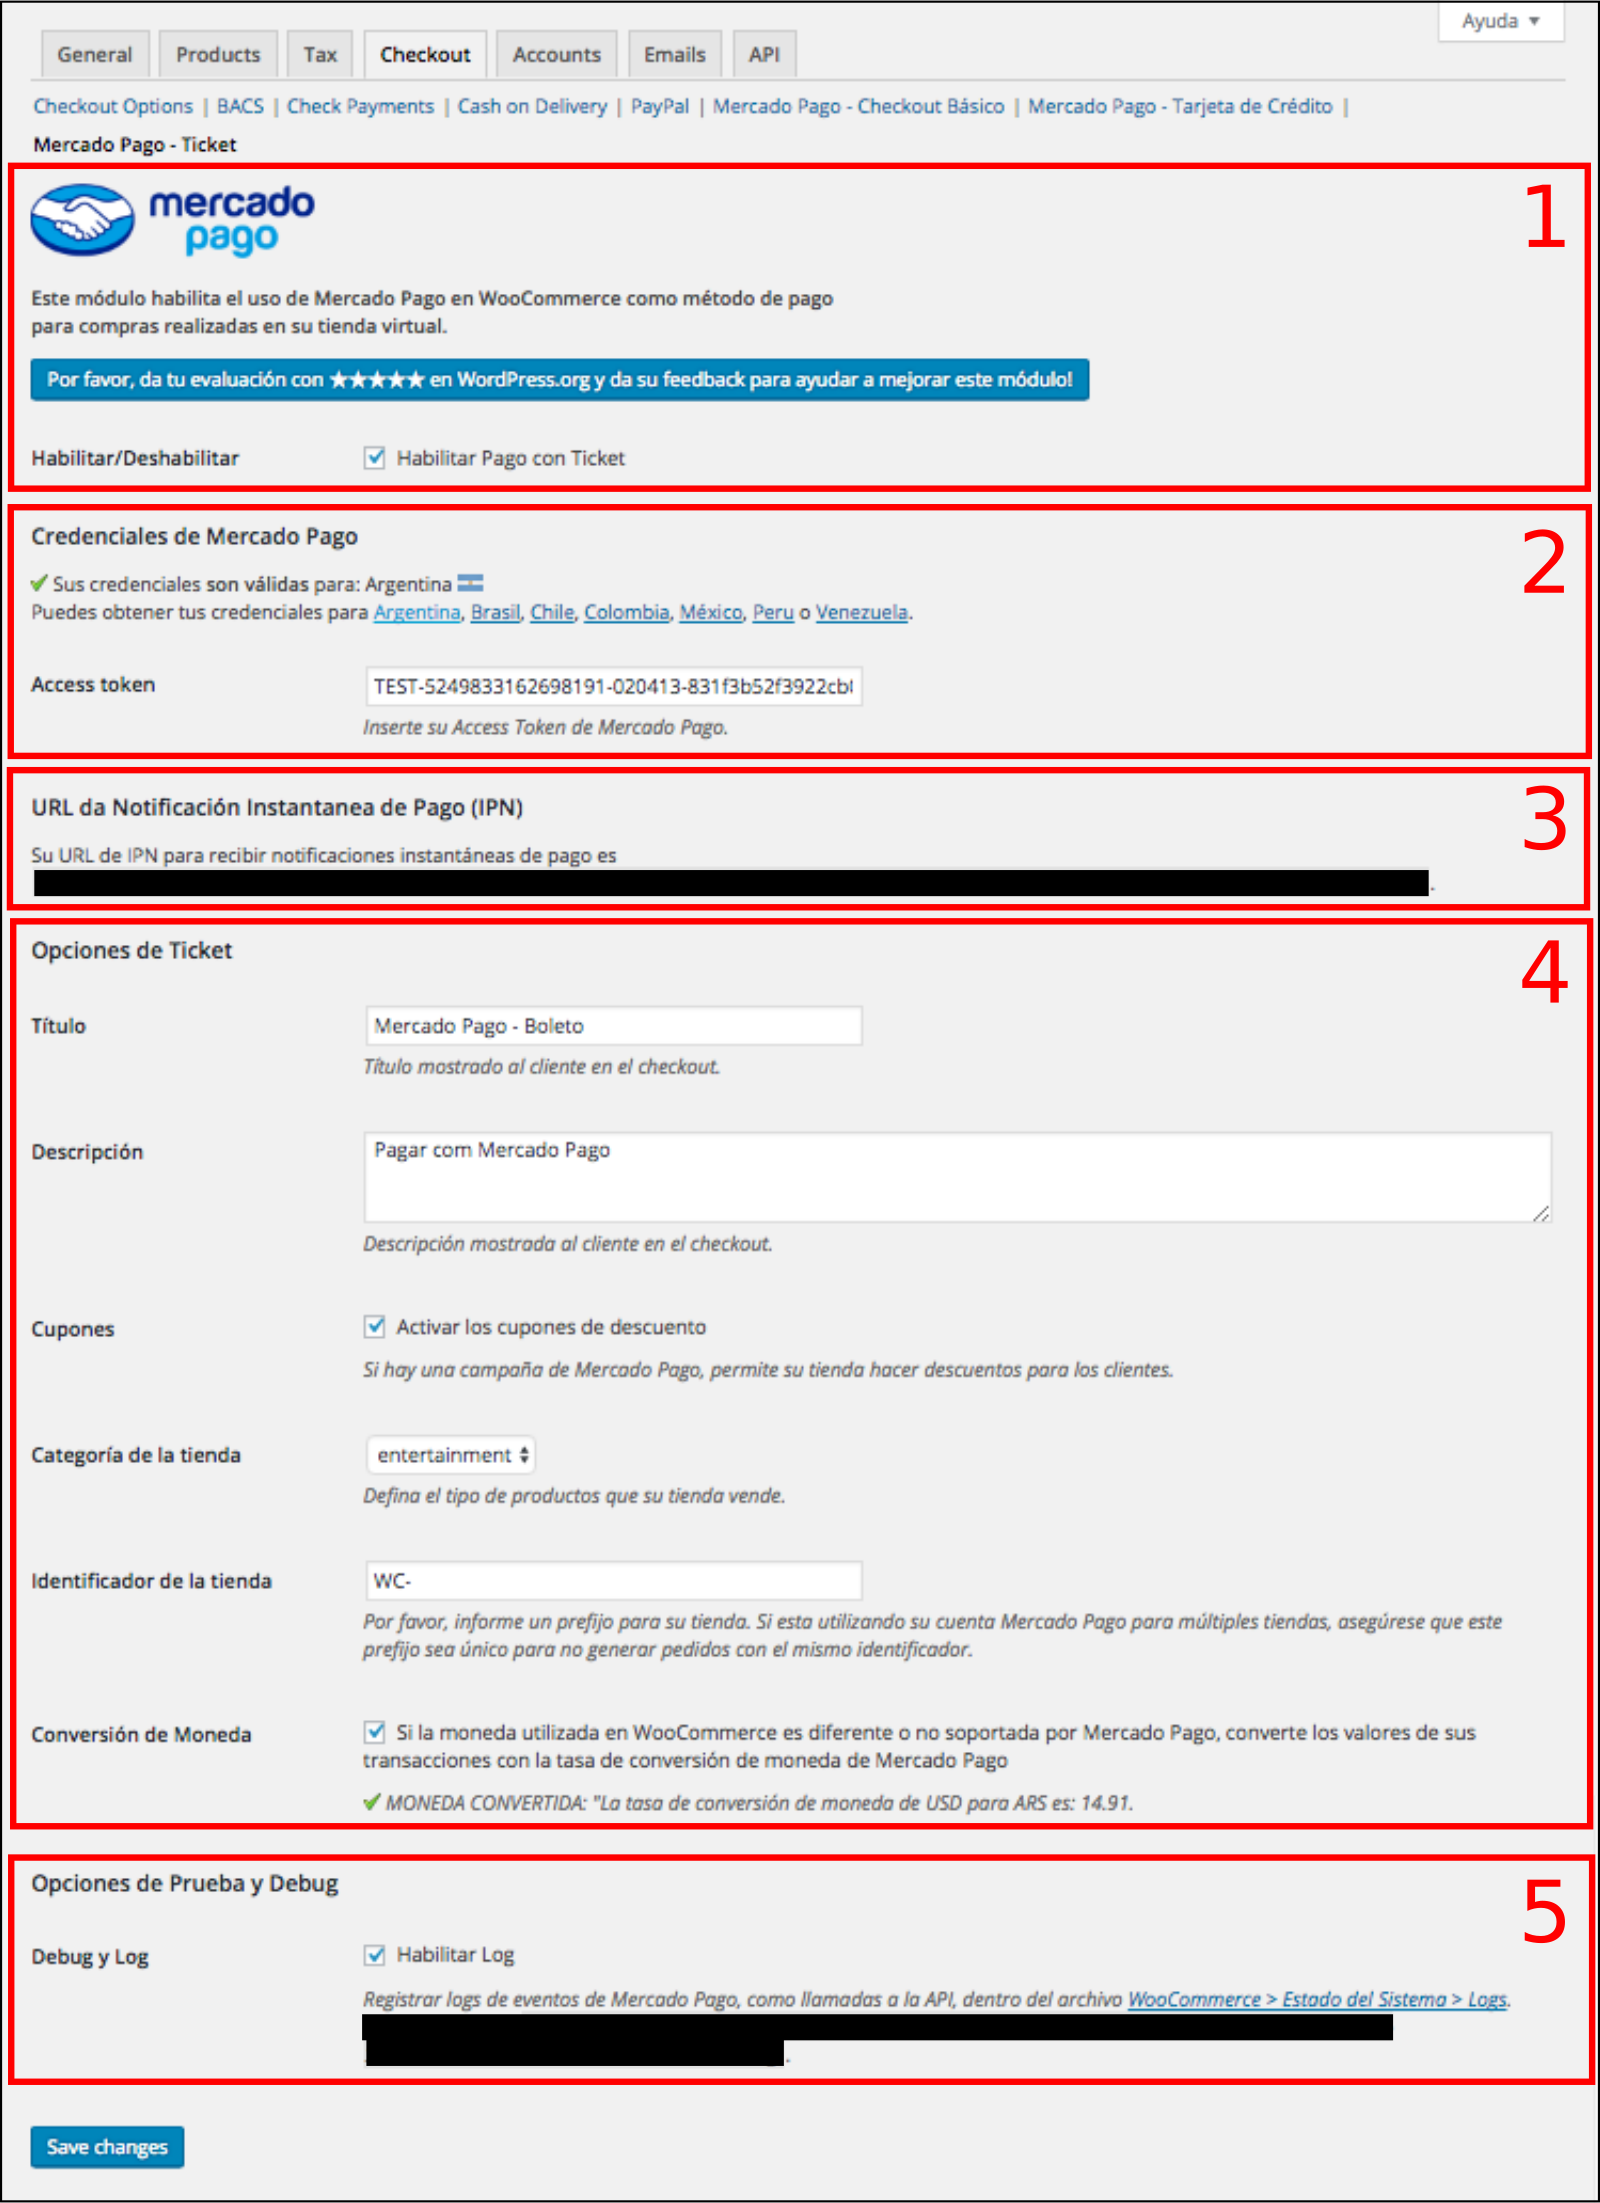 Ayuda ▼
General Products Tax Checkout Accounts Emails API
Checkout Options | BACS | Check Payments | Cash on Delivery | PayPal | Mercado Pago - Checkout Básico | Mercado Pago - Tarjeta de Crédito |
Mercado Pago - Ticket
1
mercado
pago
Este módulo habilita el uso de Mercado Pago en WooCommerce como método de pago
para compras realizadas en su tienda virtual.
Por favor, da tu evaluación con ★★★★★ en WordPress.org y da su feedback para ayudar a mejorar este módulo!
Habilitar/Deshabilitar Habilitar Pago con Ticket
2
Credenciales de Mercado Pago
Sus credenciales son válidas para: Argentina
Puedes obtener tus credenciales para Argentina, Brasil, Chile, Colombia, México, Peru o Venezuela.
Access token TEST-5249833162698191-020413-831f3b52f3922cb
Inserte su Access Token de Mercado Pago.
3
URL da Notificación Instantanea de Pago (IPN)
Su URL de IPN para recibir notificaciones instantáneas de pago es
.
4
Opciones de Ticket
Título Mercado Pago - Boleto
Título mostrado al cliente en el checkout.
Descripción Pagar com Mercado Pago
Descripción mostrada al cliente en el checkout.
Cupones Activar los cupones de descuento
Si hay una campaña de Mercado Pago, permite su tienda hacer descuentos para los clientes.
Categoría de la tienda entertainment
Defina el tipo de productos que su tienda vende.
Identificador de la tienda WC-
Por favor, informe un prefijo para su tienda. Si esta utilizando su cuenta Mercado Pago para múltiples tiendas, asegúrese que este
prefijo sea único para no generar pedidos con el mismo identificador.
Conversión de Moneda Si la moneda utilizada en WooCommerce es diferente o no soportada por Mercado Pago, converte los valores de sus
transacciones con la tasa de conversión de moneda de Mercado Pago
MONEDA CONVERTIDA: "La tasa de conversión de moneda de USD para ARS es: 14.91.
5
Opciones de Prueba y Debug
Debug y Log Habilitar Log
Registrar logs de eventos de Mercado Pago, como llamadas a la API, dentro del archivo WooCommerce > Estado del Sistema > Logs.
.
Save changes